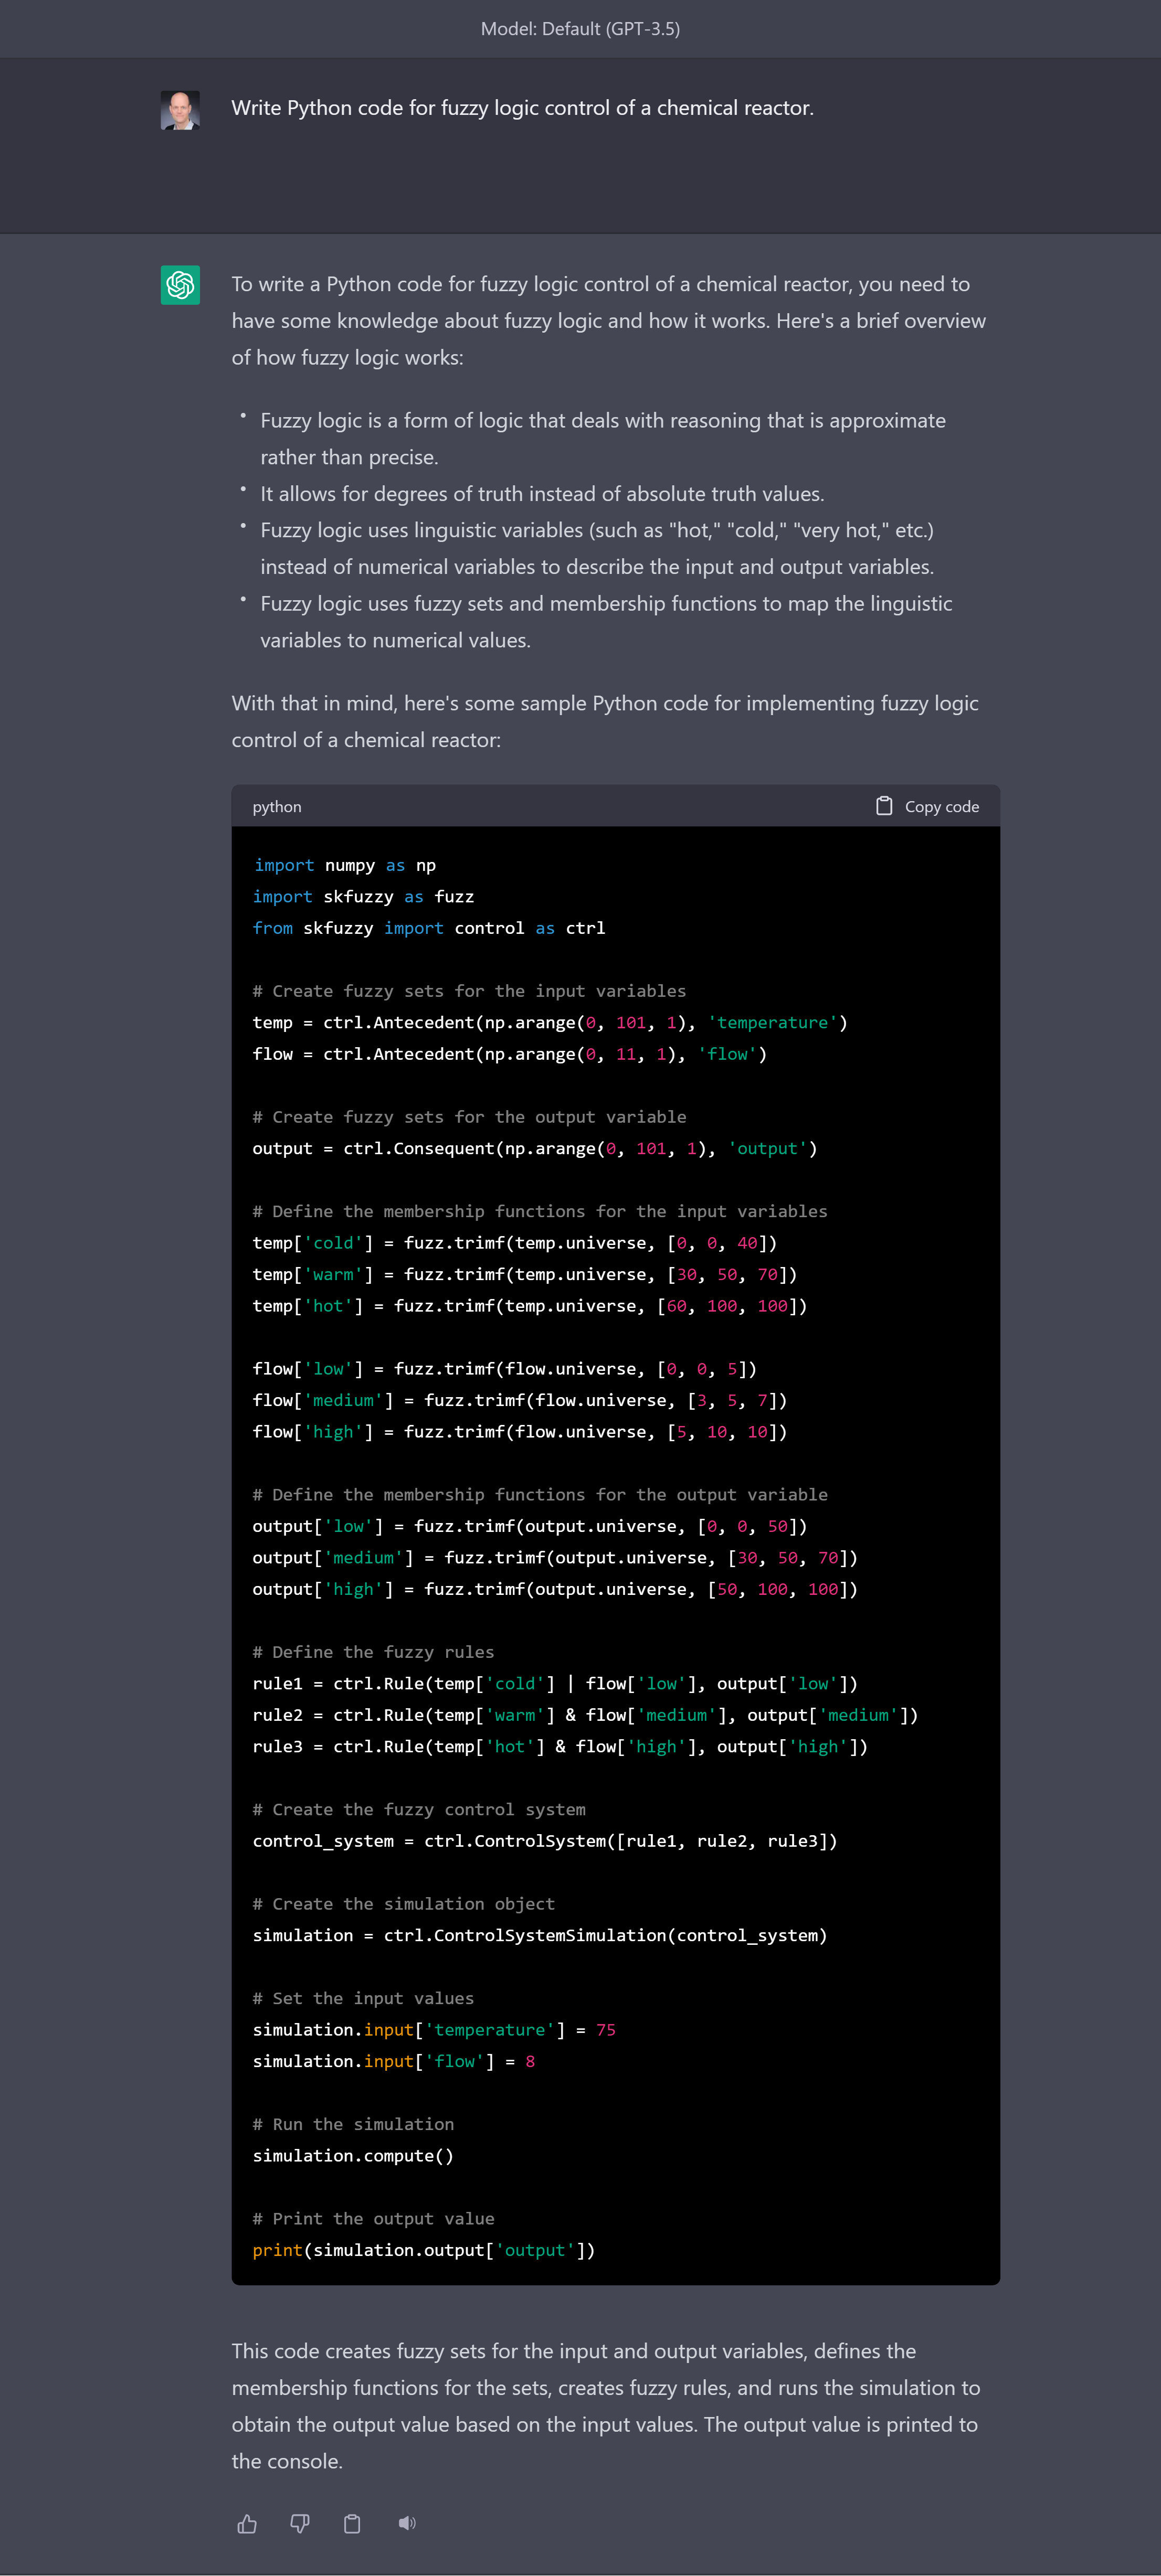 Model: Default (GPT-3.5)
Write Python code for fuzzy logic control of a chemical reactor.
To write a Python code for fuzzy logic control of a chemical reactor, you need to
have some knowledge about fuzzy logic and how it works. Here's a brief overview
of how fuzzy logic works:
• Fuzzy logic is a form of logic that deals with reasoning that is approximate
rather than precise.
• It allows for degrees of truth instead of absolute truth values.
• Fuzzy logic uses linguistic variables (such as "hot," "cold," "very hot," etc.)
instead of numerical variables to describe the input and output variables.
• Fuzzy logic uses fuzzy sets and membership functions to map the linguistic
variables to numerical values.
With that in mind, here's some sample Python code for implementing fuzzy logic
control of a chemical reactor:
python Copy code
import numpy as np
import skfuzzy as fuzz
from skfuzzy import control as ctrl
# Create fuzzy sets for the input variables
temp = ctrl.Antecedent(np.arange(0, 101, 1), 'temperature')
flow = ctrl.Antecedent(np.arange(0, 11, 1), 'flow')
# Create fuzzy sets for the output variable
output = ctrl.Consequent(np.arange(0, 101, 1), 'output')
# Define the membership functions for the input variables
temp['cold'] = fuzz.trimf(temp.universe, [0, 0, 40])
temp['warm'] = fuzz.trimf(temp.universe, [30, 50, 70])
temp['hot'] = fuzz.trimf(temp.universe, [60, 100, 100])
flow['low'] = fuzz.trimf(flow.universe, [0, 0, 5])
flow['medium'] = fuzz.trimf(flow.universe, [3, 5, 7])
flow['high'] = fuzz.trimf(flow.universe, [5, 10, 10])
# Define the membership functions for the output variable
output['low'] = fuzz.trimf(output.universe, [0, 0, 50])
output['medium'] = fuzz.trimf(output.universe, [30, 50, 70])
output['high'] = fuzz.trimf(output.universe, [50, 100, 100])
# Define the fuzzy rules
rule1 = ctrl.Rule(temp['cold'] | flow['low'], output['low'])
rule2 = ctrl.Rule(temp['warm'] & flow['medium'], output['medium'])
rule3 = ctrl.Rule(temp['hot'] & flow['high'], output['high'])
# Create the fuzzy control system
control_system = ctrl.ControlSystem([rule1, rule2, rule3])
# Create the simulation object
simulation = ctrl.ControlSystemSimulation(control_system)
# Set the input values
simulation.input['temperature'] = 75
simulation.input['flow'] = 8
# Run the simulation
simulation.compute()
# Print the output value
print(simulation.output['output'])
This code creates fuzzy sets for the input and output variables, defines the
membership functions for the sets, creates fuzzy rules, and runs the simulation to
obtain the output value based on the input values. The output value is printed to
the console.